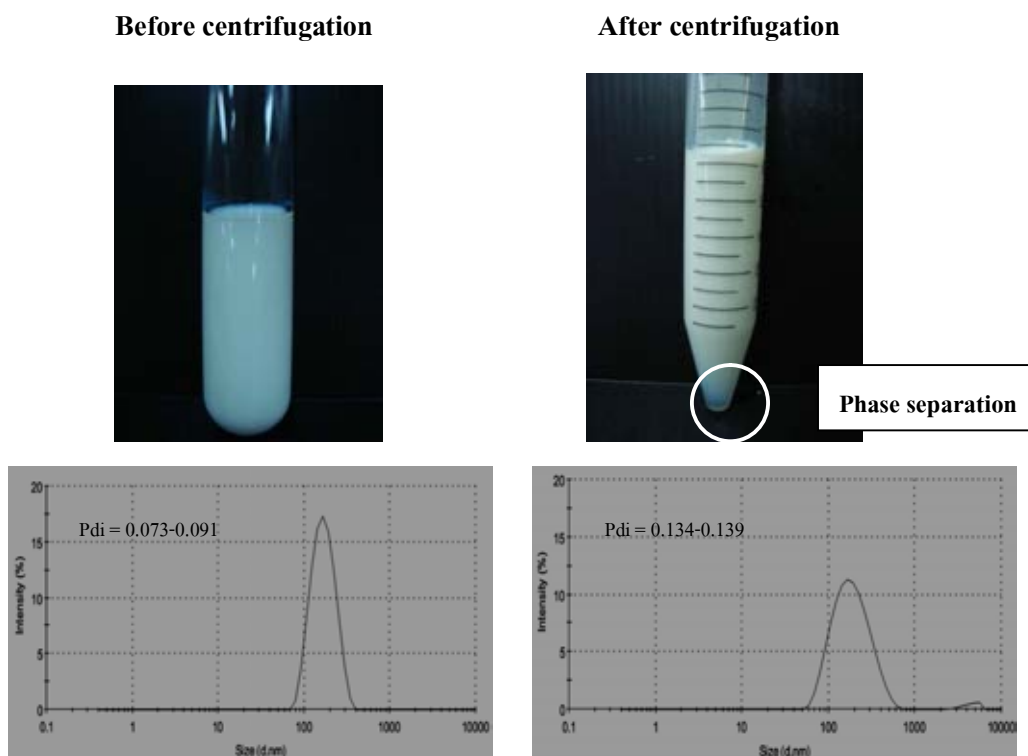 Before centrifugation
After centrifugation
Phase separation
20
15
10
5
0
Intensity (%)
Pdi = 0.073-0.091
0.1
1
10
100
1000
10000
Size (d.nm)
20
15
10
5
0
Intensity (%)
Pdi = 0.134-0.139
0.1
1
10
100
1000
10000
Size (d.nm)